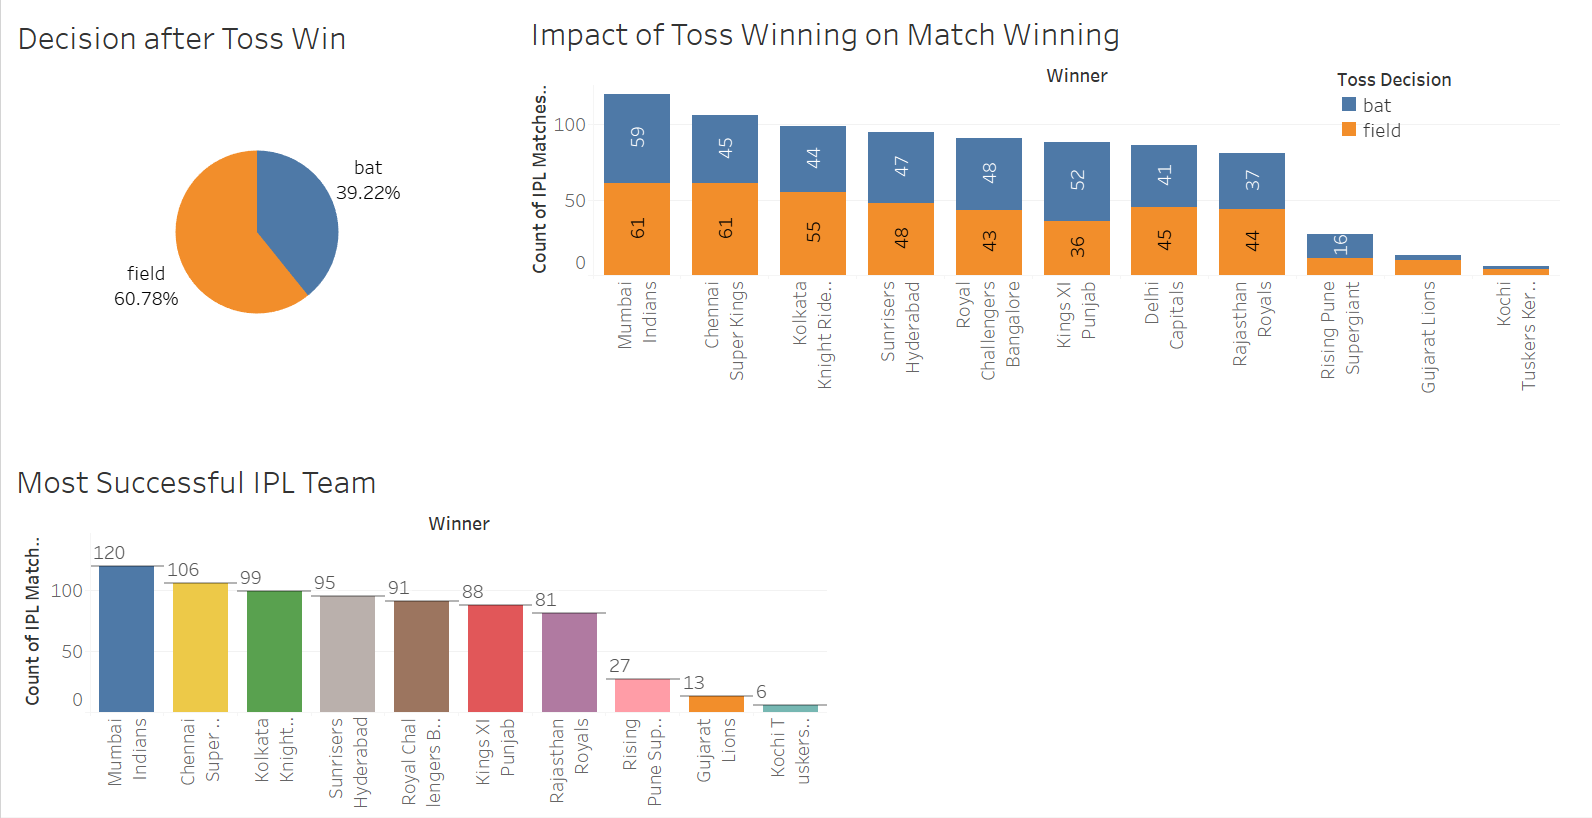 Decision after Toss Win
bat
39.22%
field
60.78%
Impact of Toss Winning on Match Winning
Winner
Toss Decision
bat
field
Count of IPL Matches..
100
50
0
59
45
44
47
48
52
41
37
16
61
61
55
48
43
36
45
44
Mumbai
Indians
Chennai
Super Kings
Kolkata
Knight Ride..
Sunrisers
Hyderabad
Royal
Challengers
Bangalore
Kings XI
Punjab
Delhi
Capitals
Rajasthan
Royals
Rising Pune
Supergiant
Gujarat Lions
Kochi
Tuskers Ker..
Most Successful IPL Team
Winner
Count of IPL Match..
100
50
0
120
106
99
95
91
88
81
27
13
6
Mumbai
Indians
Chennai
Super ..
Kolkata
Knight..
Sunrisers
Hyderabad
Royal Chal
lengers B..
Kings XI
Punjab
Rajasthan
Royals
Rising
Pune Sup..
Gujarat
Lions
Kochi T
uskers..